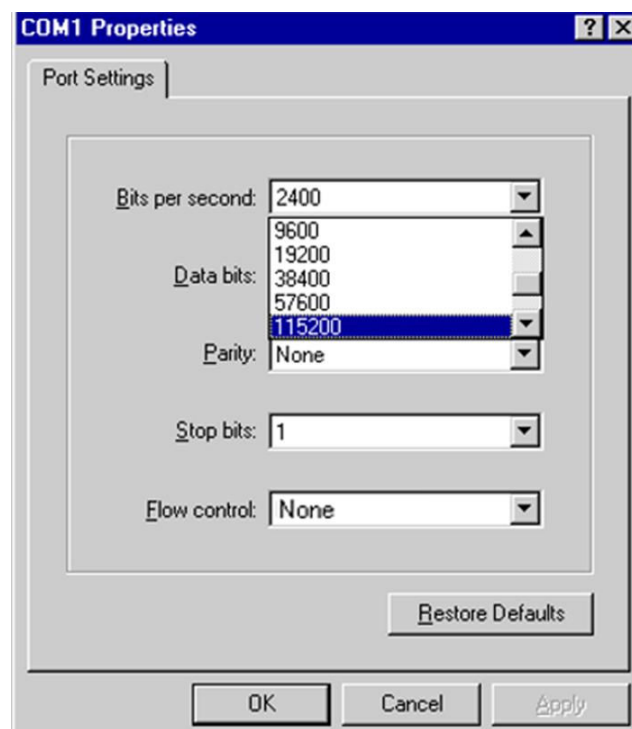 COM1 Properties
Port Settings
Bits per second: 2400
9600
19200
Data bits: 38400
57600
115200
Parity: None
Stop bits: 1
Flow control: None
Restore Defaults
OK Cancel Apply